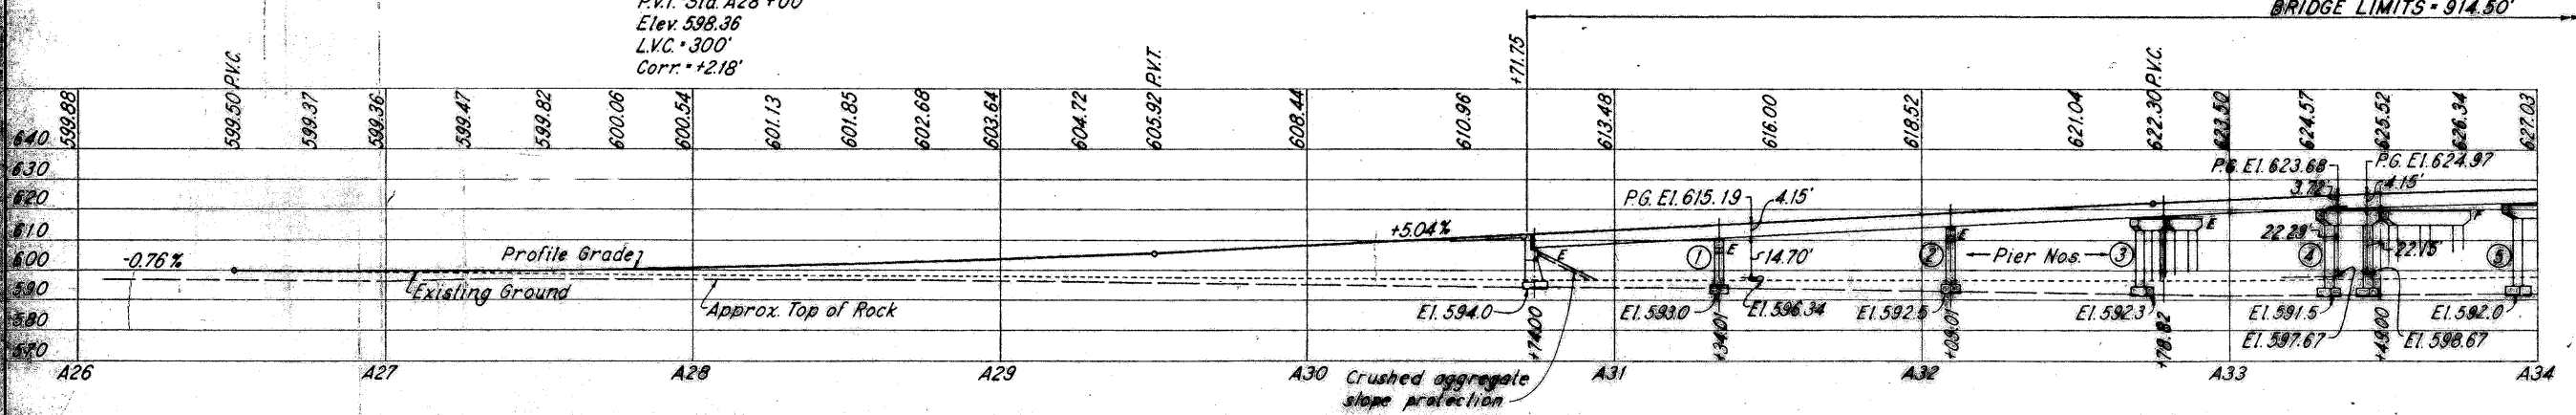 P.V.I. Sta. A28+00
Elev. 598.36
L.V.C. = 300'
Corr. = +2.18'
BRIDGE LIMITS = 914.50'
+71.75
599.88
599.50 P.V.C.
599.37
599.36
599.47
599.82
600.06
600.54
601.13
601.85
602.68
603.64
604.72
605.92 P.V.T.
608.44
610.96
613.48
616.00
618.52
621.04
622.30 P.V.C.
623.50
624.57
625.52
626.34
627.03
640
630
620
610
600
590
580
570
-0.76%
Profile Grade
Existing Ground
Approx. Top of Rock
+5.04%
P.G. El. 615.19
4.15'
14.70'
P.G. El. 623.68
P.G. El. 624.97
3.72'
4.15'
22.29'
22.15'
E
E
E
E
F
1
2
Pier Nos.
3
4
5
El. 594.0
El. 593.0
El. 596.34
El. 592.5
El. 592.3
El. 591.5
El. 592.0
El. 597.67
El. 598.67
+74.00
+34.01
+09.01
+78.82
+49.00
A26
A27
A28
A29
A30
A31
A32
A33
A34
Crushed aggregate
slope protection